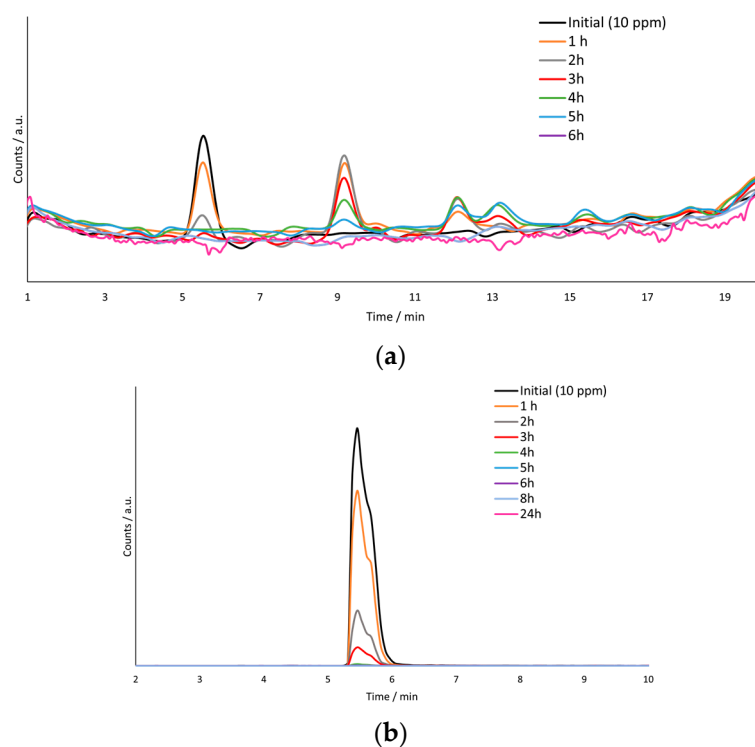 Initial (10 ppm)
1 h
2h
3h
4h
5h
6h
Counts / a.u.
1 3 5 7 9 11 13 15 17 19
Time / min
(a)
Initial (10 ppm)
1 h
2h
3h
4h
5h
6h
8h
24h
Counts / a.u.
2 3 4 5 6 7 8 9 10
Time / min
(b)